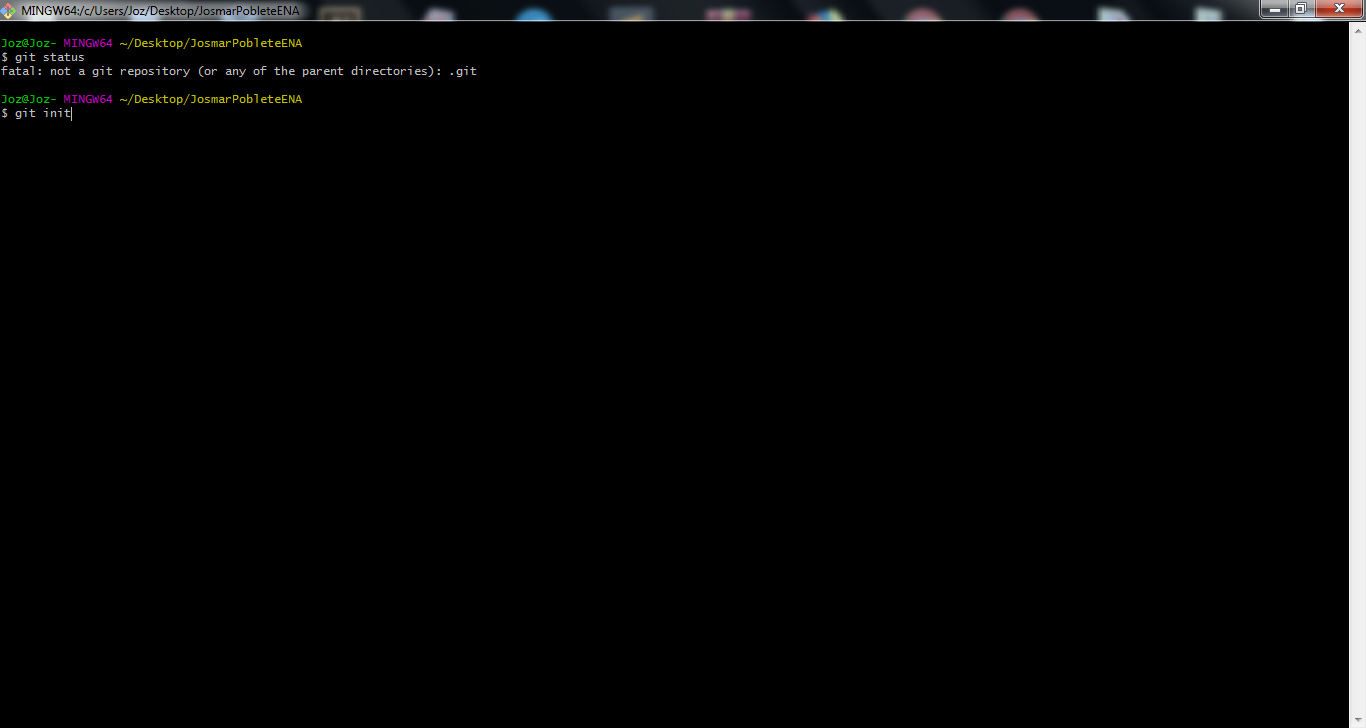 MINGW64:/c/Users/Joz/Desktop/JosmarPobleteENA
Joz@Joz- MINGW64 ~/Desktop/JosmarPobleteENA
$ git status
fatal: not a git repository (or any of the parent directories): .git
Joz@Joz- MINGW64 ~/Desktop/JosmarPobleteENA
$ git init